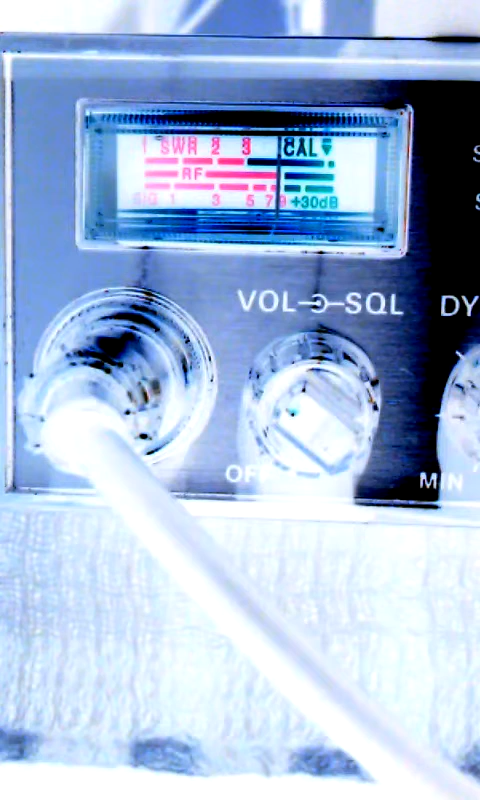 1 SWR 2 3 CAL
RF
SIG 1 3 5 7 9 +30dB
VOL SQL DY
OFF
MIN
S
S